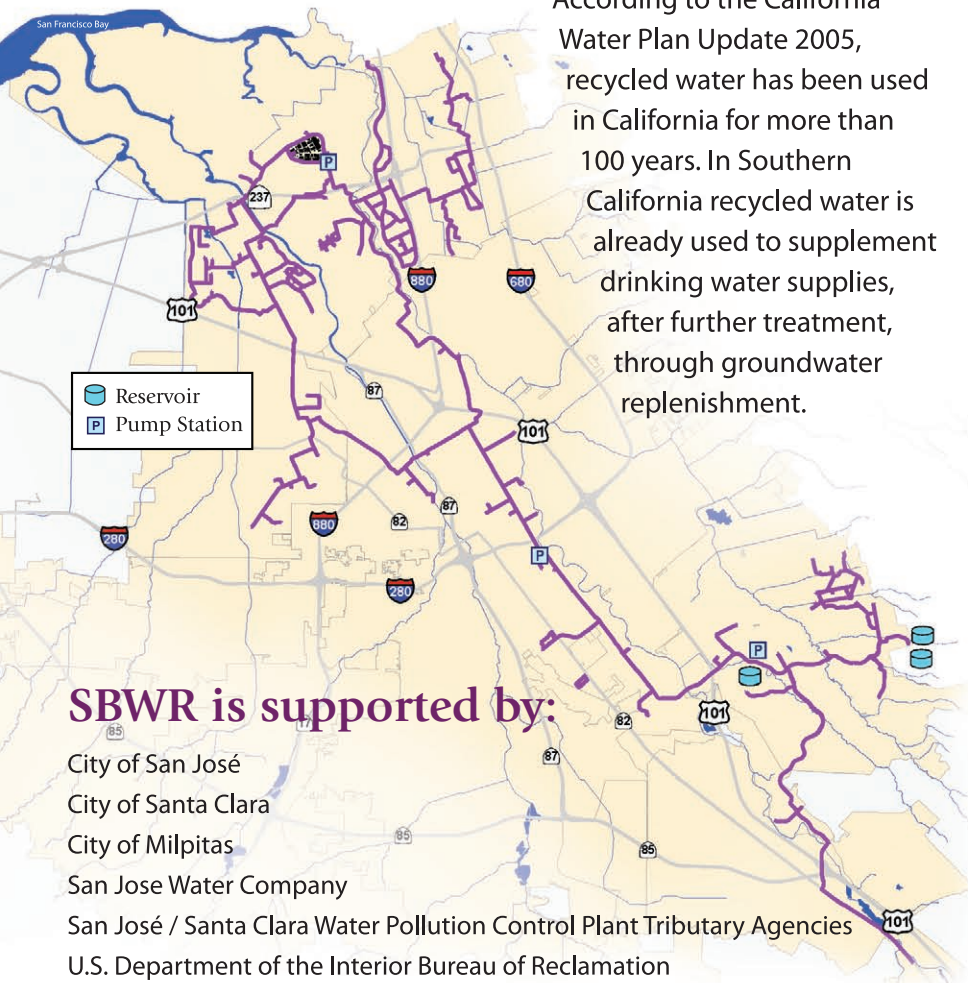 San Francisco Bay
According to the California
Water Plan Update 2005,
recycled water has been used
in California for more than
100 years. In Southern
California recycled water is
already used to supplement
drinking water supplies,
after further treatment,
through groundwater
replenishment.
P
237
880
680
101
87
Reservoir
P Pump Station
101
87
82
880
280
P
280
P
SBWR is supported by:
101
82
85
17
87
City of San José
City of Santa Clara
City of Milpitas
85
85
San Jose Water Company
San José / Santa Clara Water Pollution Control Plant Tributary Agencies
101
U.S. Department of the Interior Bureau of Reclamation